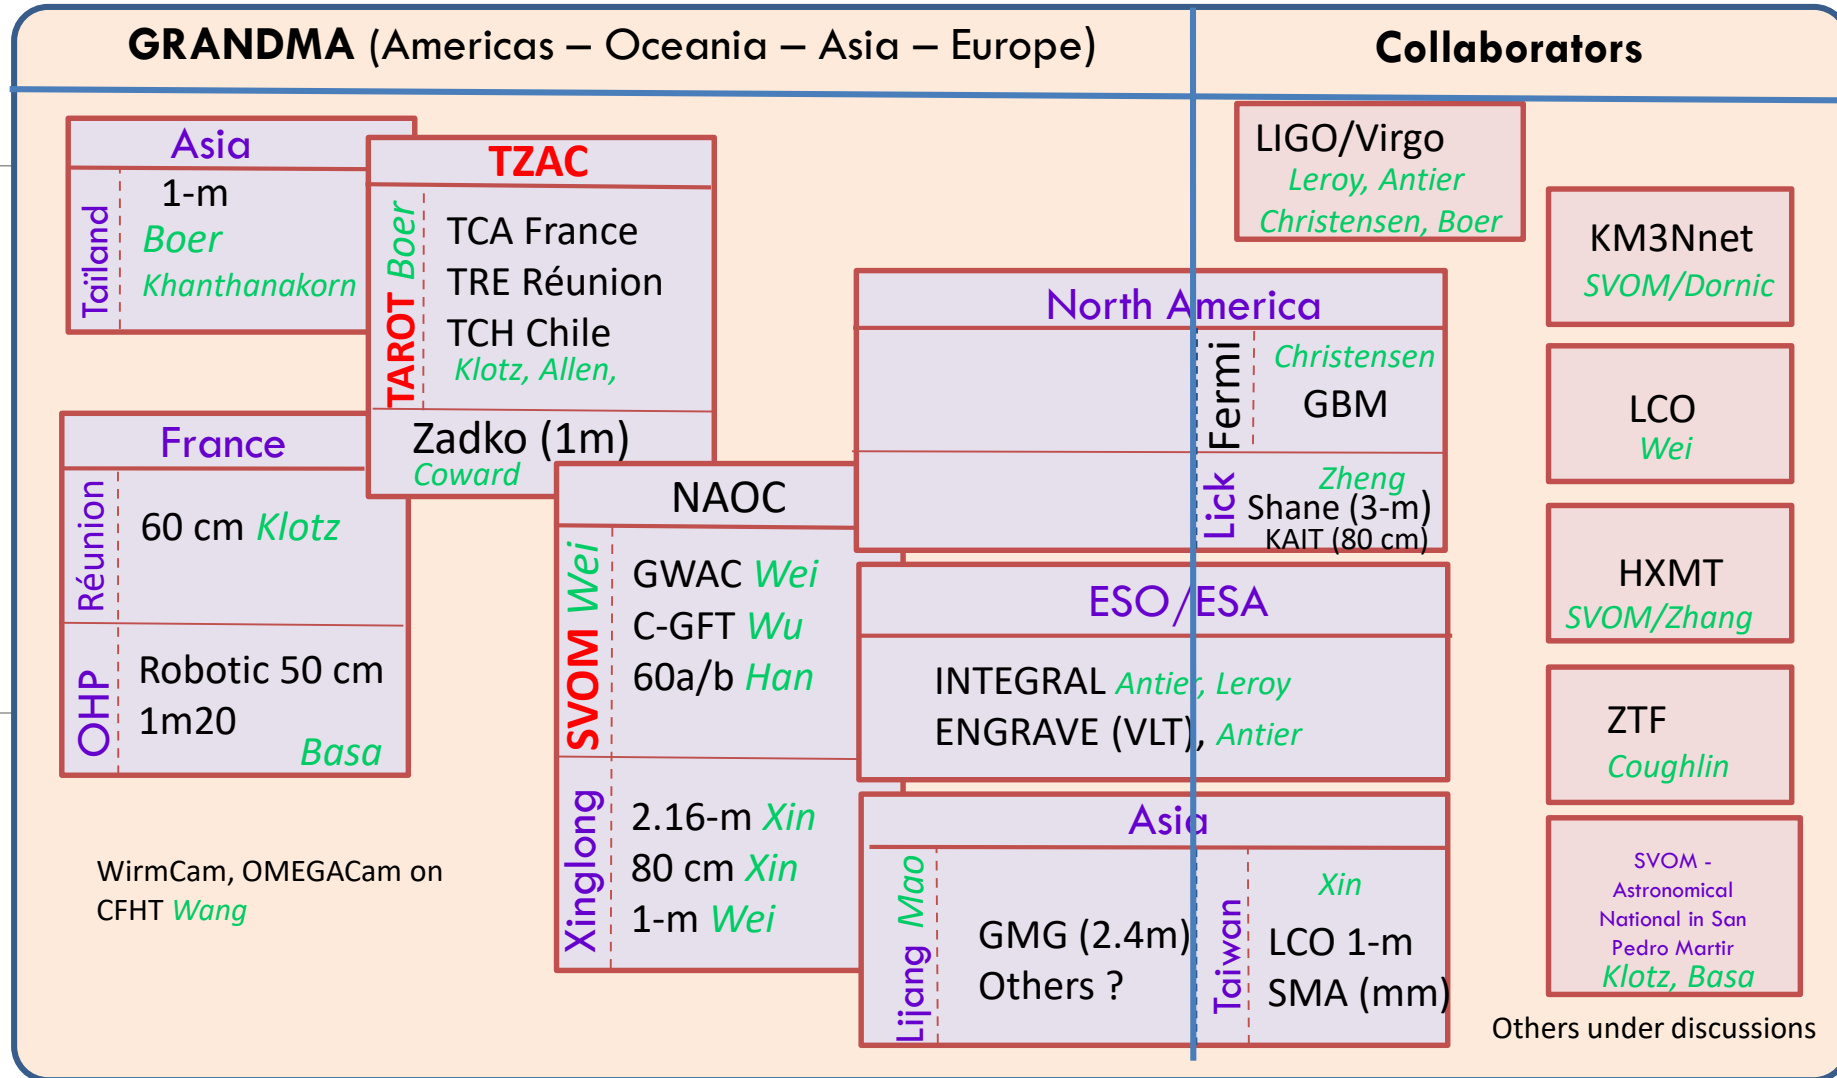 GRANDMA (Americas – Oceania – Asia – Europe)
Collaborators
Asia
Taïland
1-m
Boer
Khanthanakorn
TZAC
TAROT Boer
TCA France
TRE Réunion
TCH Chile
Klotz, Allen,
Zadko (1m)
Coward
France
Réunion
60 cm Klotz
OHP
Robotic 50 cm
1m20
Basa
WirmCam, OMEGACam on
CFHT Wang
NAOC
SVOM Wei
GWAC Wei
C-GFT Wu
60a/b Han
Xinglong
2.16-m Xin
80 cm Xin
1-m Wei
North America
Fermi
Christensen
GBM
Lick
Zheng
Shane (3-m)
KAIT (80 cm)
ESO/ESA
INTEGRAL Antier, Leroy
ENGRAVE (VLT), Antier
Asia
Lijang Mao
GMG (2.4m)
Others ?
Taiwan
Xin
LCO 1-m
SMA (mm)
LIGO/Virgo
Leroy, Antier
Christensen, Boer
KM3Nnet
SVOM/Dornic
LCO
Wei
HXMT
SVOM/Zhang
ZTF
Coughlin
SVOM -
Astronomical
National in San
Pedro Martir
Klotz, Basa
Others under discussions